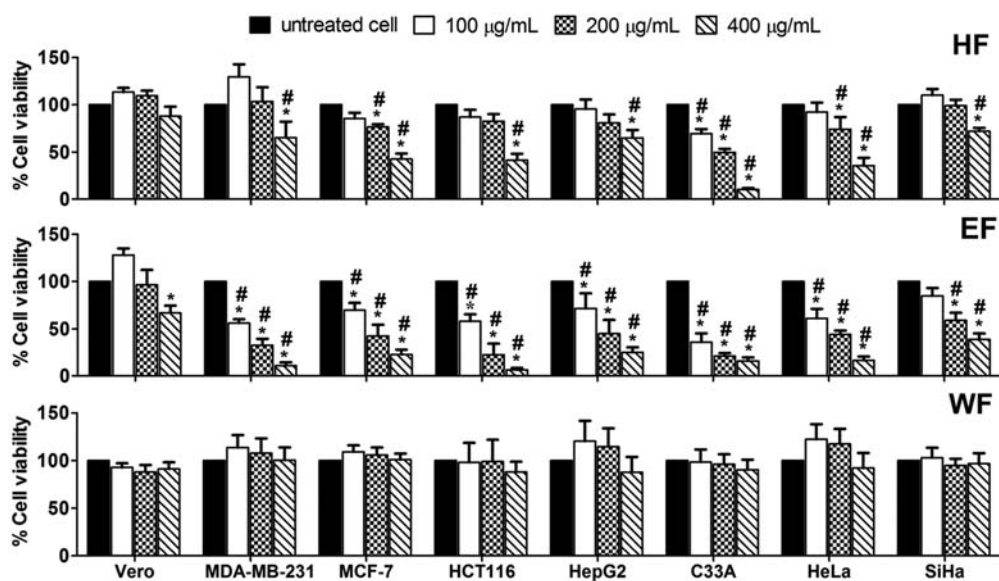 untreated cell 100 μg/mL 200 μg/mL 400 μg/mL
HF
% Cell viability
150
100
50
0
# * # * # * # * # * # * # * # * # * # * # *
EF
% Cell viability
150
100
50
0
* # * # * # * # * # * # * # * # * # * # * # * # * # * # * # * # * # * # * # * # *
WF
% Cell viability
150
100
50
0
Vero MDA-MB-231 MCF-7 HCT116 HepG2 C33A HeLa SiHa